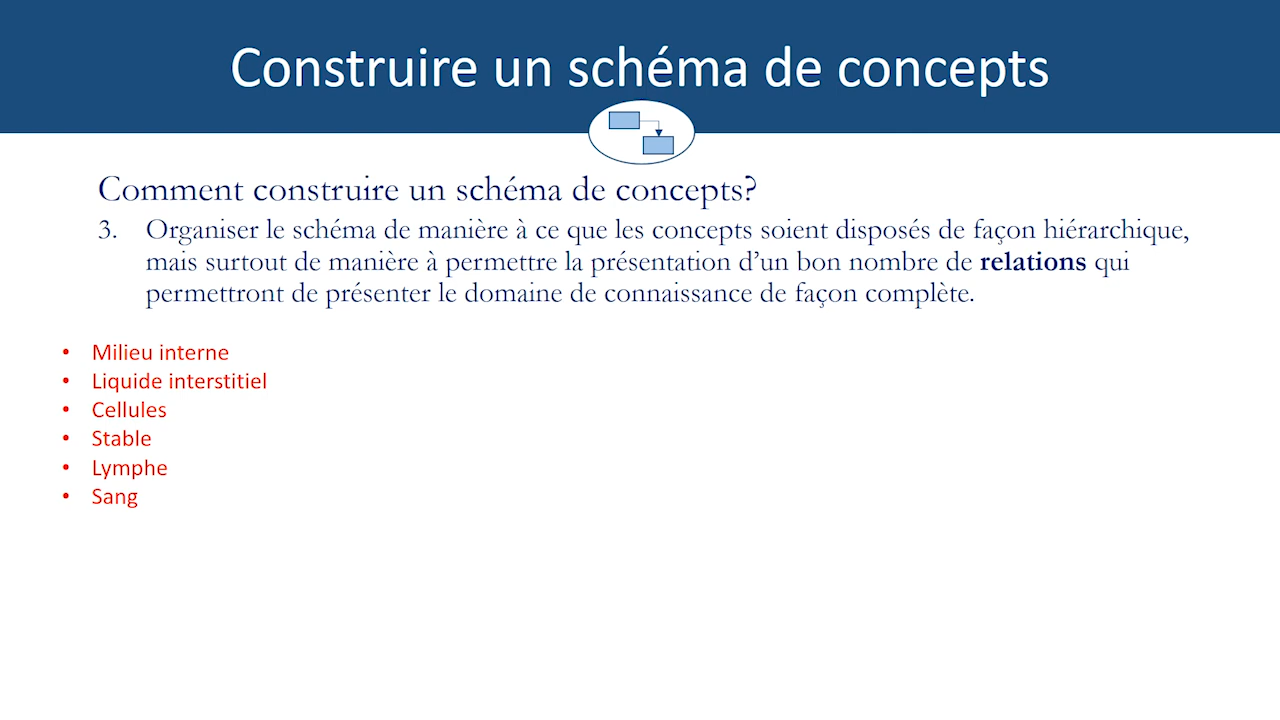 Construire un schéma de concepts
Comment construire un schéma de concepts?
3. Organiser le schéma de manière à ce que les concepts soient disposés de façon hiérarchique,
mais surtout de manière à permettre la présentation d’un bon nombre de relations qui
permettront de présenter le domaine de connaissance de façon complète.
• Milieu interne
• Liquide interstitiel
• Cellules
• Stable
• Lymphe
• Sang